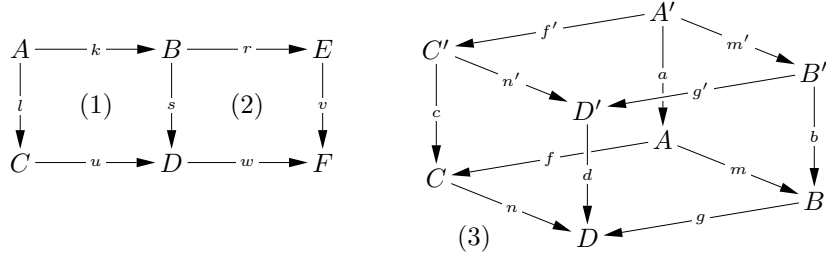 A k B r E
l (1) s (2) v
C u D w F
A′
f′ m′
C′
n′ a B′
g′
c D′ b
A
f d m
C
n B
g
(3) D